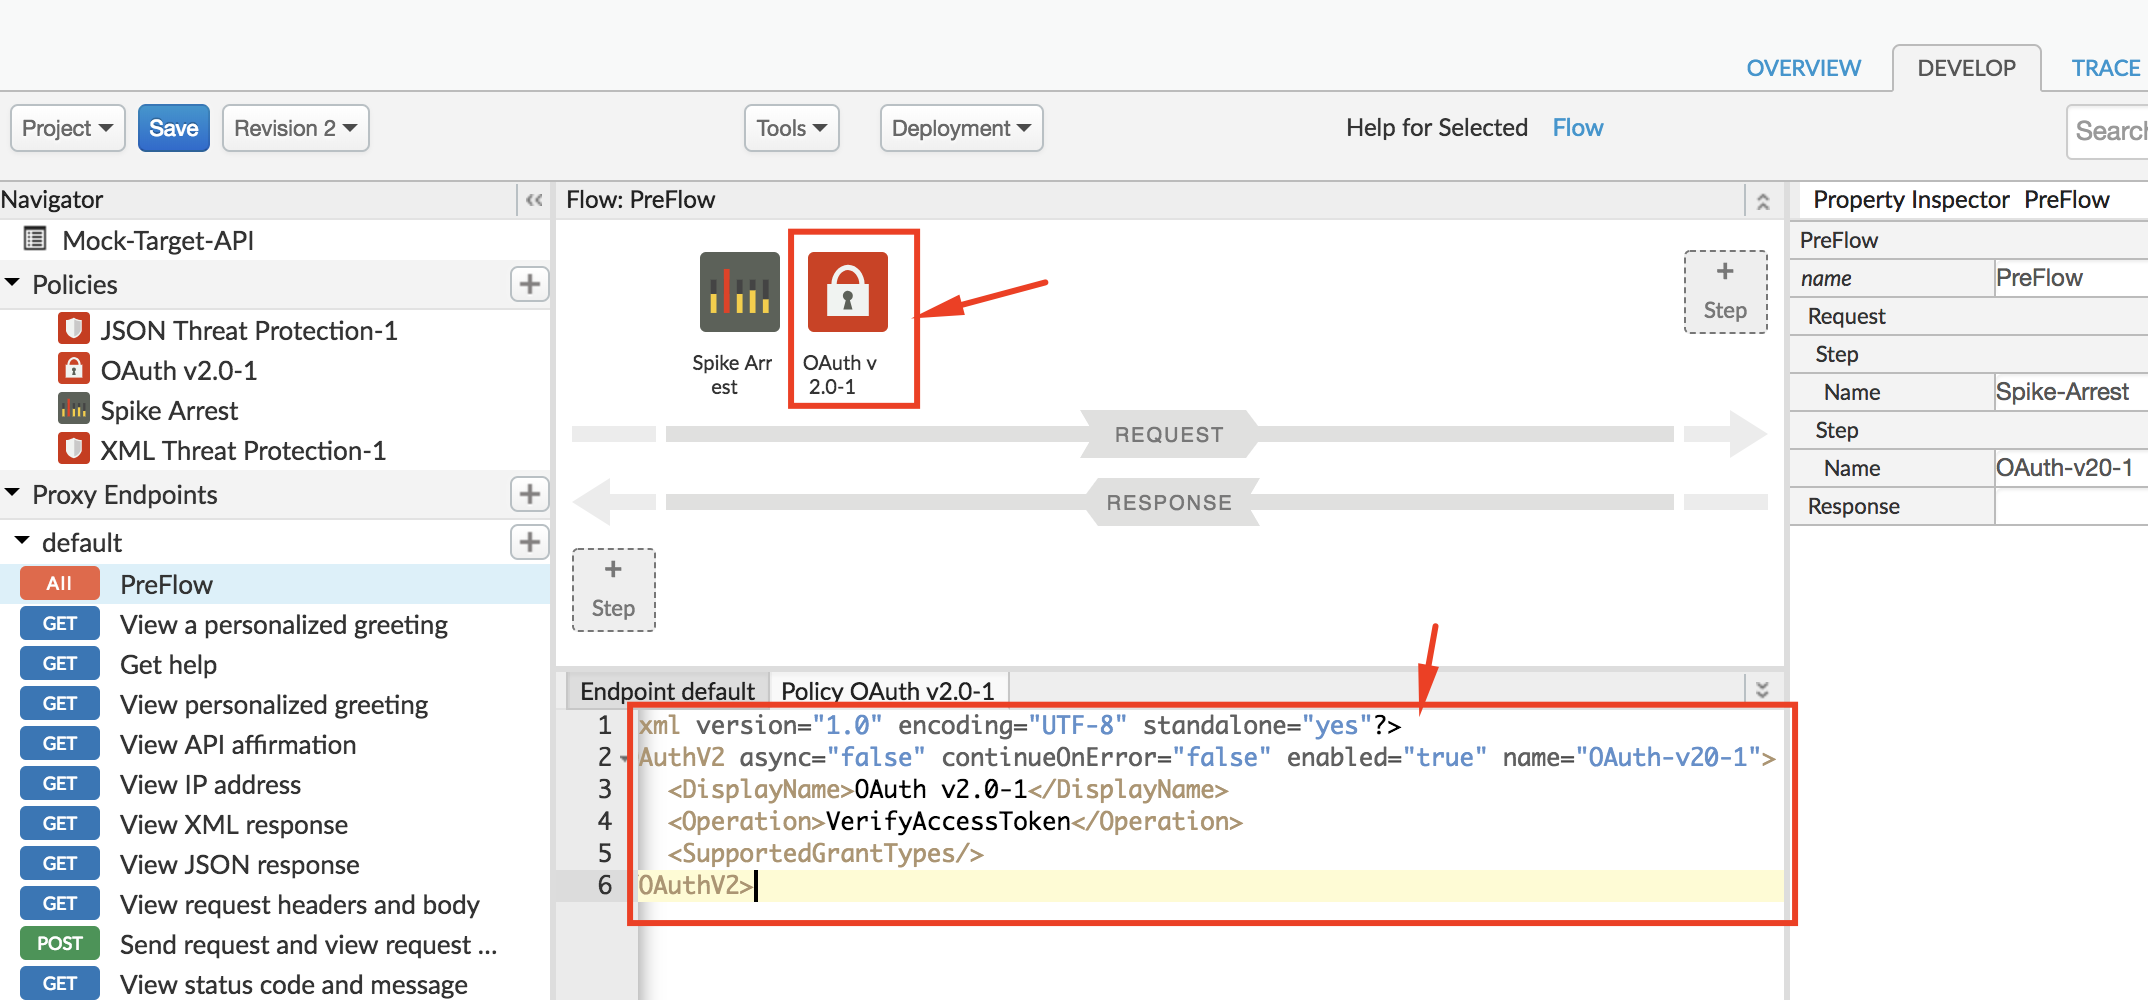 OVERVIEW DEVELOP TRACE
Project Save Revision 2 Tools Deployment Help for Selected Flow Search
Navigator
Mock-Target-API
Policies
JSON Threat Protection-1
OAuth v2.0-1
Spike Arrest
XML Threat Protection-1
Proxy Endpoints
default
All PreFlow
GET View a personalized greeting
GET Get help
GET View personalized greeting
GET View API affirmation
GET View IP address
GET View XML response
GET View JSON response
GET View request headers and body
POST Send request and view request ...
GET View status code and message
Flow: PreFlow
Spike Arr
est
OAuth v
2.0-1
+
Step
REQUEST
RESPONSE
+
Step
Endpoint default Policy OAuth v2.0-1
1 xml version="1.0" encoding="UTF-8" standalone="yes"?>
2 AuthV2 async="false" continueOnError="false" enabled="true" name="OAuth-v20-1">
3 <DisplayName>OAuth v2.0-1</DisplayName>
4 <Operation>VerifyAccessToken</Operation>
5 <SupportedGrantTypes/>
6 OAuthV2>
Property Inspector PreFlow
PreFlow
name PreFlow
Request
Step
Name Spike-Arrest
Step
Name OAuth-v20-1
Response